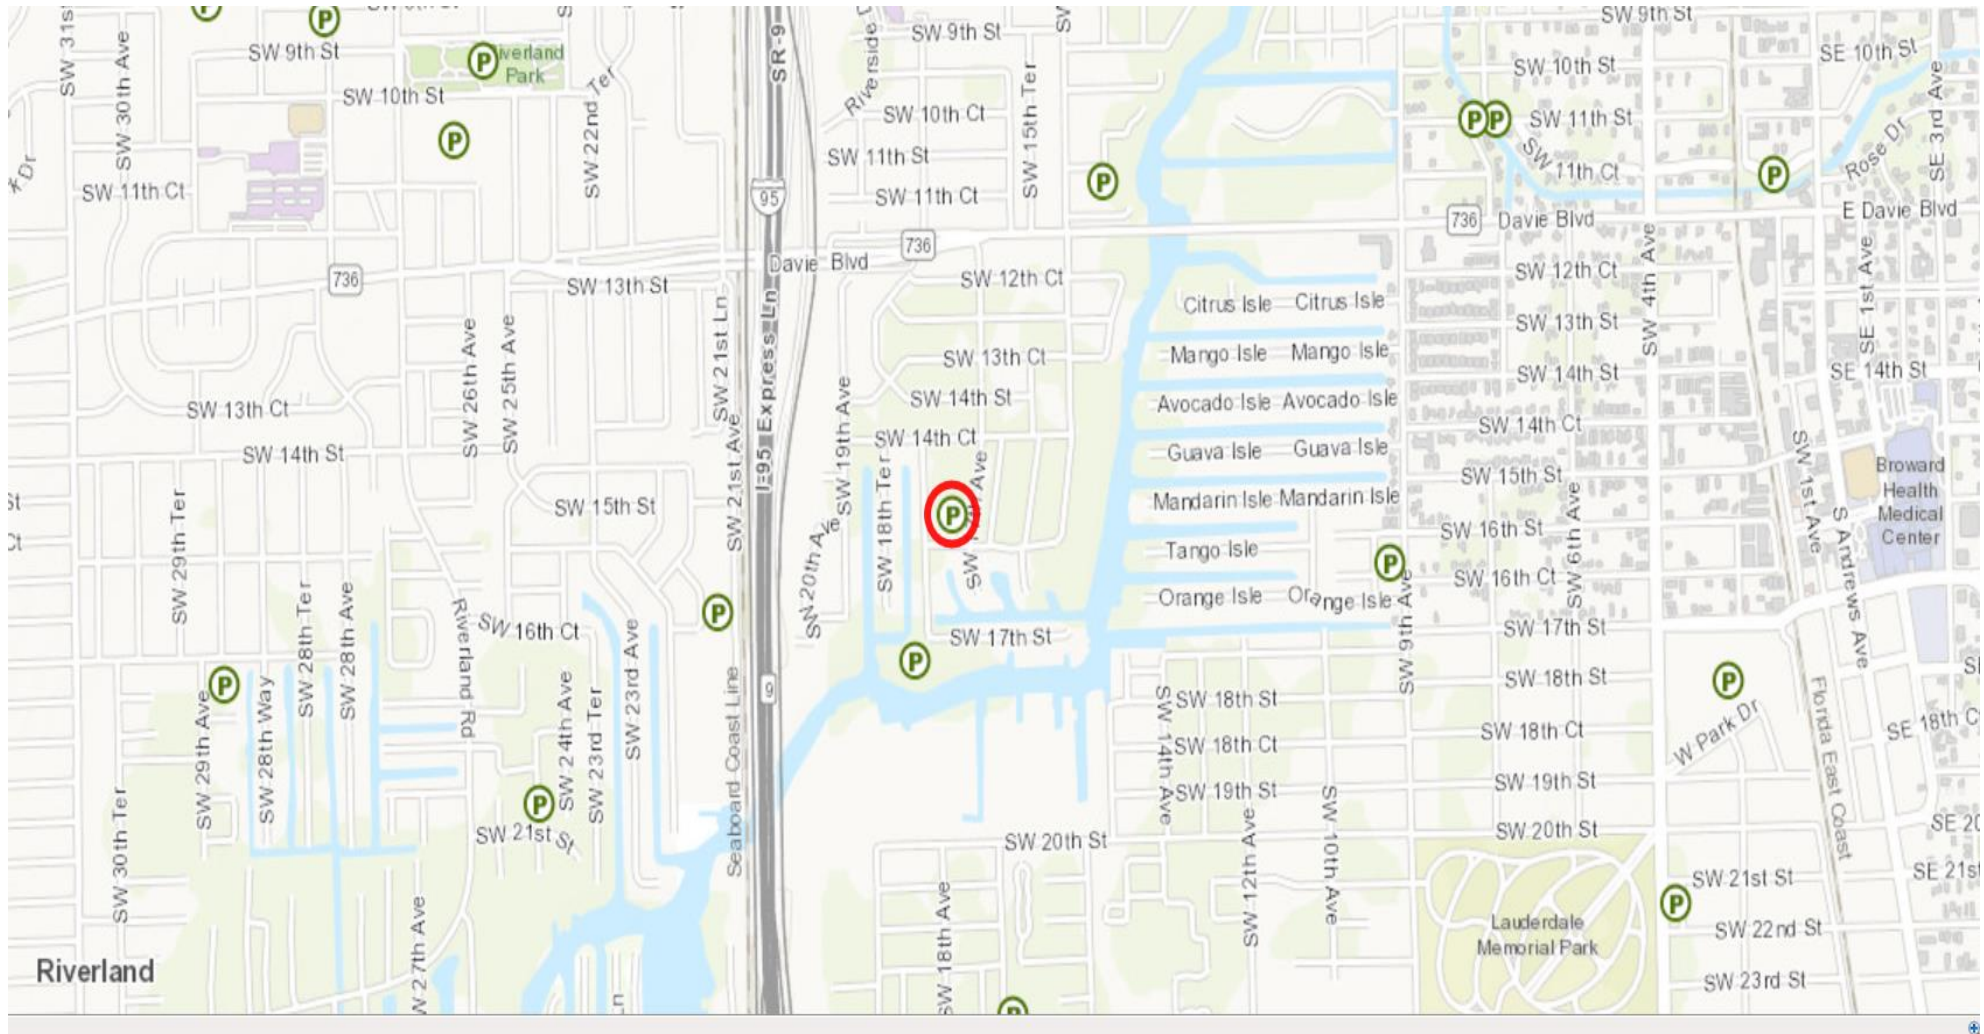 SW 9th St
SW 31s
SW 30th Ave
SW 9th St
Riverland
Park
SW 10th St
SW 22nd Ter
SW 11th Ct
SR-9
Riverside D
SW 9th St
SW 10th Ct
SW 15th Ter
SW 11th St
SW 11th Ct
SW 10th St
SE 10th St
SE 3rd Ave
P
P
P
P
P
P
P
P
SW 11th St
SW 11th Ct
Rose Dr
95
736
Davie Blvd
E Davie Blvd
736
Davie Blvd
736
SW 13th St
SW 12th Ct
SW 12th Ct
SW 4th Ave
SE 1st Ave
Citrus Isle
Citrus Isle
SW 13th St
SW 21st Ln
I-95 Express Ln
SW 26th Ave
SW 25th Ave
SW 13th Ct
Mango Isle
Mango Isle
SW 14th St
SE 14th St
SW 13th Ct
SW 19th Ave
SW 14th St
Avocado Isle
Avocado Isle
SW 14th Ct
SW 14th St
SW 14th Ct
Guava Isle
Guava Isle
SW 15th St
SW 1st Ave
Broward
Health
Medical
Center
SW 29th Ter
SW 15th St
SW 21st Ave
SW 20th Ave
SW 18th Ter
P
Mandarin Isle
Mandarin Isle
SW 16th St
SW 6th Ave
S Andrews Ave
Tango Isle
P
SW 16th Ct
Orange Isle
Orange Isle
SW 9th Ave
SW 28th Ter
SW 28th Ave
Riverland Rd
SW 16th Ct
SW 23rd Ave
P
SW 17th St
SW 17th St
P
P
SW 29th Ave
SW 28th Way
SW 24th Ave
SW 23rd Ter
Seaboard Coast Line
9
SW 14th Ave
SW 18th St
SW 18th St
P
Florida East Coast
SW 18th Ct
SW 18th Ct
W Park Dr
SE 18th C
SW 30th Ter
P
SW 21st St
SW 19th St
SW 19th St
SW 20th St
SW 20th St
SE 20
SW 12th Ave
SW 10th Ave
SW 21st St
SE 21st
SW 18th Ave
P
Lauderdale
Memorial Park
SW 22nd St
Riverland
W 27th Ave
Ln
P
SW 23rd St